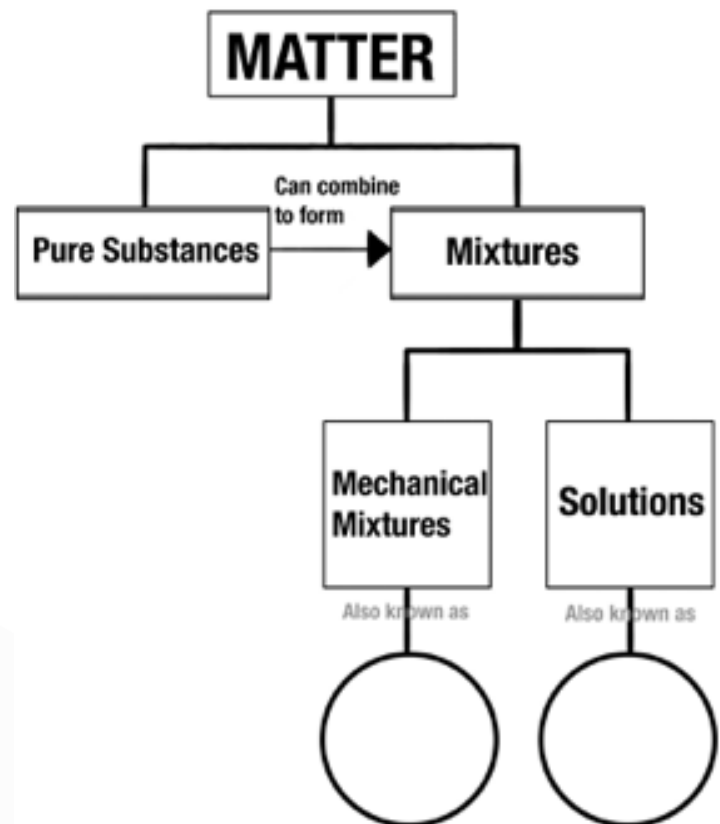 MATTER
Can combine
to form
Pure Substances
Mixtures
Mechanical
Mixtures
Solutions
Also known as
Also known as